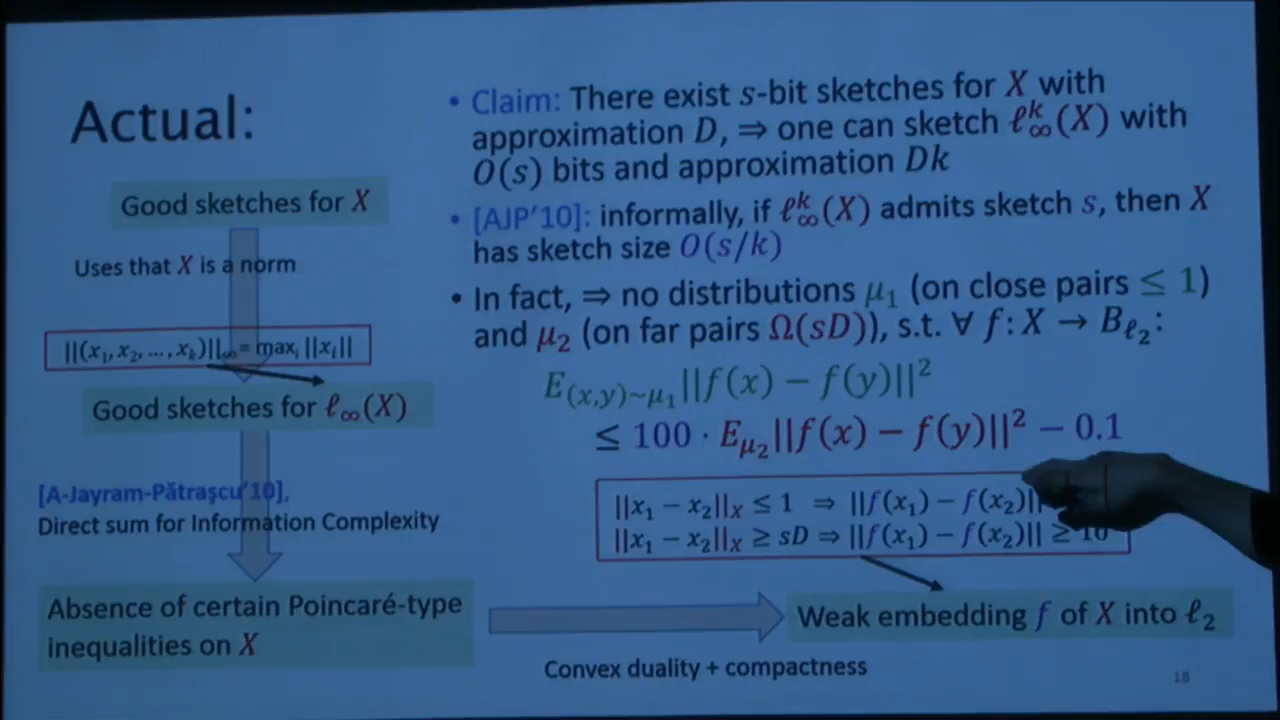 Actual:
Good sketches for X
Uses that X is a norm
||(x₁, x₂, ..., xₖ)||∞ = maxᵢ ||xᵢ||
Good sketches for ℓ∞(X)
[A-Jayram-Pătraşcu'10],
Direct sum for Information Complexity
Absence of certain Poincaré-type
inequalities on X
• Claim: There exist s-bit sketches for X with
approximation D, ⇒ one can sketch ℓ∞ᵏ(X) with
O(s) bits and approximation Dk
• [AJP'10]: informally, if ℓ∞ᵏ(X) admits sketch s, then X
has sketch size O(s/k)
• In fact, ⇒ no distributions μ₁ (on close pairs ≤ 1)
and μ₂ (on far pairs Ω(sD)), s.t. ∀ f: X → B_ℓ₂:
E₍ₓ,ᵧ₎~μ₁||f(x) − f(y)||²
≤ 100 · E_μ₂||f(x) − f(y)||² − 0.1
||x₁ − x₂||_X ≤ 1 ⇒ ||f(x₁) − f(x₂)||
||x₁ − x₂||_X ≥ sD ⇒ ||f(x₁) − f(x₂)|| ≥ 10
Weak embedding f of X into ℓ₂
Convex duality + compactness
18